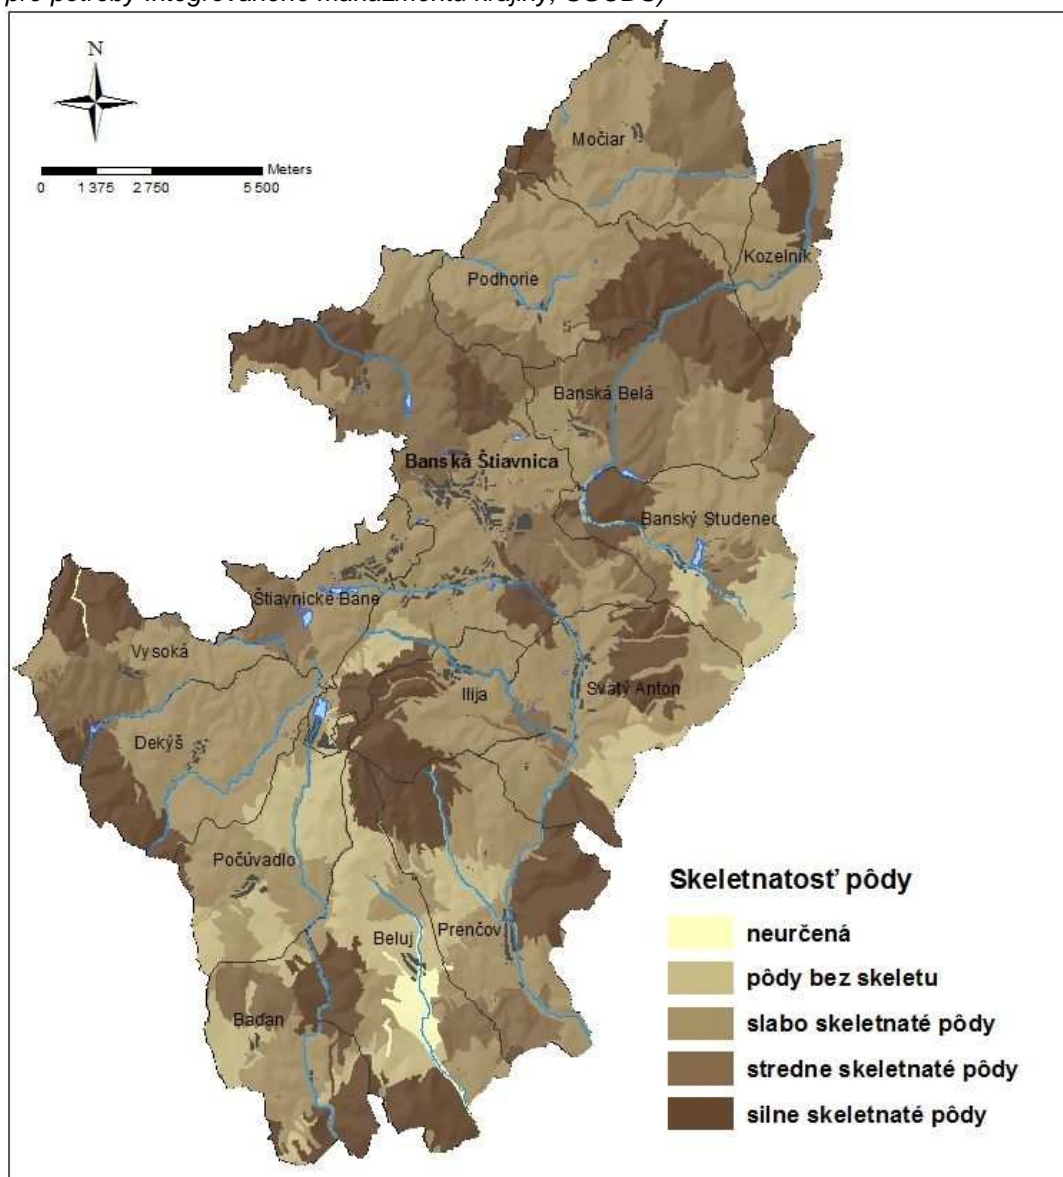 pre potreby integrovaného manažmentu krajiny,
N
Meters
0 1 375 2 750 5 500
Močiar
Kozelník
Podhorie
Banská Belá
Banská Štiavnica
Banský Studenec
Štiavnické Bane
Vysoká
Ilija
Svätý Anton
Dekýš
Počúvadlo
Beluj
Prenčov
Baďan
Skeletnatosť pôdy
neurčená
pôdy bez skeletu
slabo skeletnaté pôdy
stredne skeletnaté pôdy
silne skeletnaté pôdy